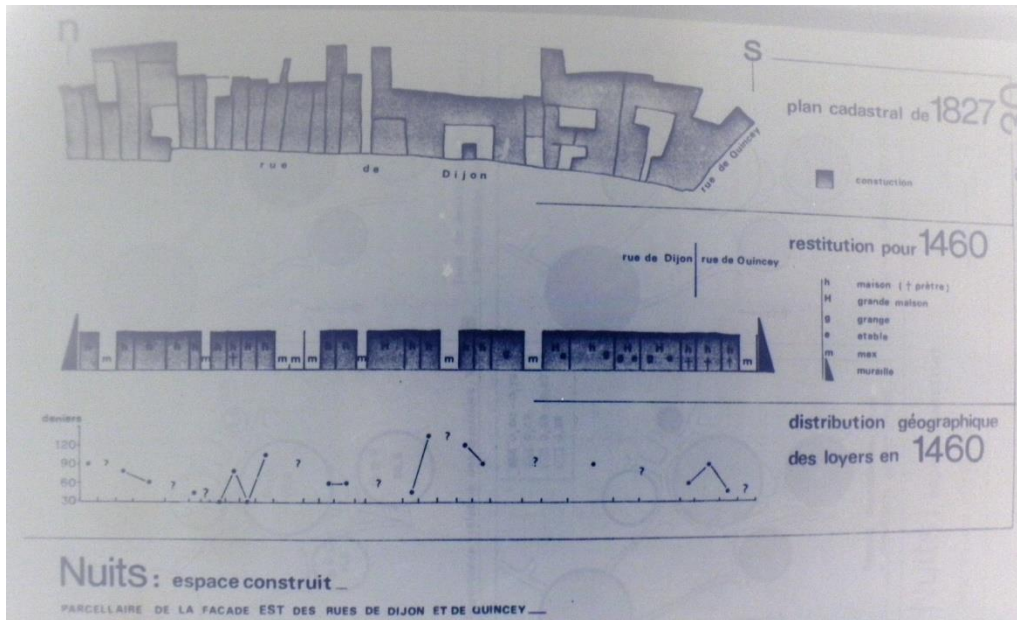 n
S
plan cadastral de 1827
constuction
rue de Dijon
rue de Quincey
restitution pour 1460
rue de Dijon rue de Quincey
h maison ( † prètre )
H grande maison
g grange
e etable
m mex
muraille
m m m m m m m m m
deniers
120
90
60
30
? ? ? ? ? ? ? ? ? ?
distribution géographique
des loyers en 1460
Nuits : espace construit
PARCELLAIRE DE LA FACADE EST DES RUES DE DIJON ET DE QUINCEY